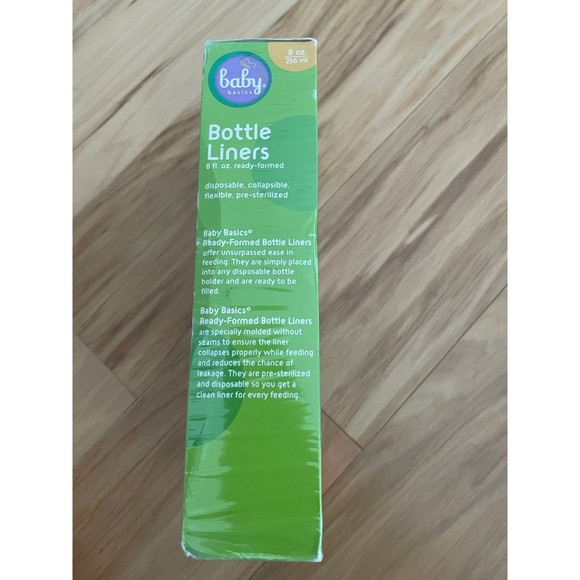 baby®
basics
8 oz
236 ml
Bottle
Liners
8 fl. oz. ready-formed
disposable, collapsible,
flexible, pre-sterilized
Baby Basics®
Ready-Formed Bottle Liners
offer unsurpassed ease in
feeding. They are simply placed
into any disposable bottle
holder and are ready to be
filled.
Baby Basics®
Ready-Formed Bottle Liners
are specially molded without
seams to ensure the liner
collapses properly while feeding
and reduces the chance of
leakage. They are pre-sterilized
and disposable so you get a
clean liner for every feeding.